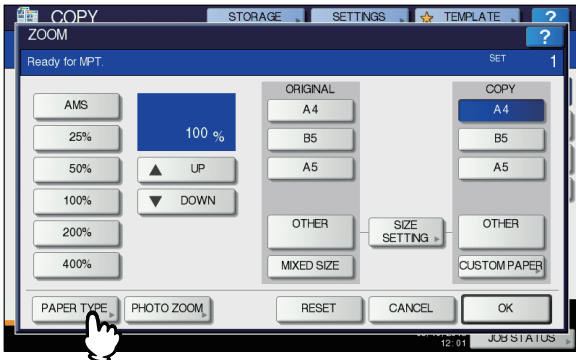 COPY STORAGE SETTINGS TEMPLATE ?
ZOOM ?
Ready for MPT. SET 1
ORIGINAL COPY
AMS 100 % A4 A4
25% B5 B5
50% UP A5 A5
100% DOWN
200% OTHER SIZE SETTING OTHER
400% MIXED SIZE CUSTOM PAPER
PAPER TYPE PHOTO ZOOM RESET CANCEL OK
12:01 JOB STATUS